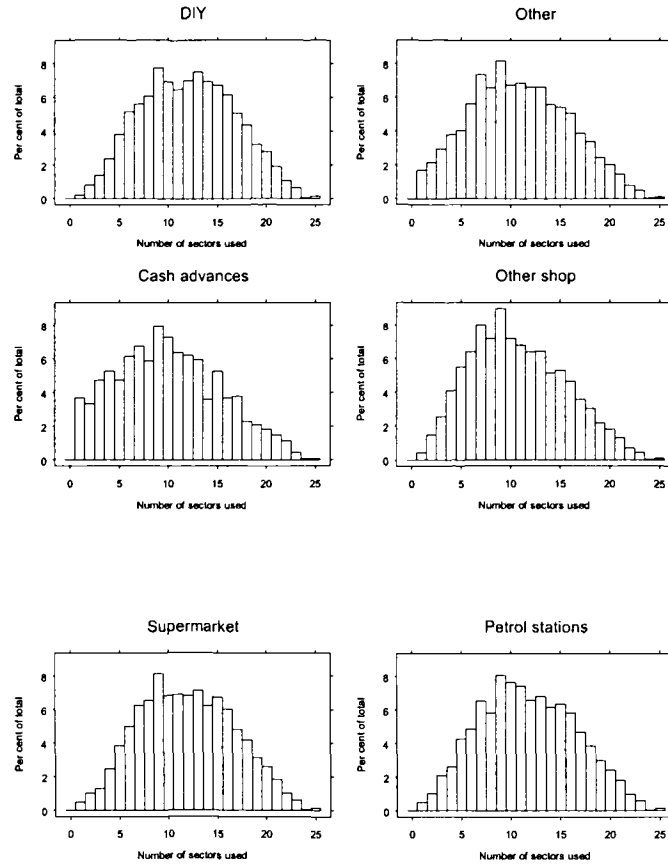 DIY
Per cent of total
8
6
4
2
0
0 5 10 15 20 25
Number of sectors used
Other
Per cent of total
8
6
4
2
0
0 5 10 15 20 25
Number of sectors used
Cash advances
Per cent of total
8
6
4
2
0
0 5 10 15 20 25
Number of sectors used
Other shop
Per cent of total
8
6
4
2
0
0 5 10 15 20 25
Number of sectors used
Supermarket
Per cent of total
8
6
4
2
0
0 5 10 15 20 25
Number of sectors used
Petrol stations
Per cent of total
8
6
4
2
0
0 5 10 15 20 25
Number of sectors used